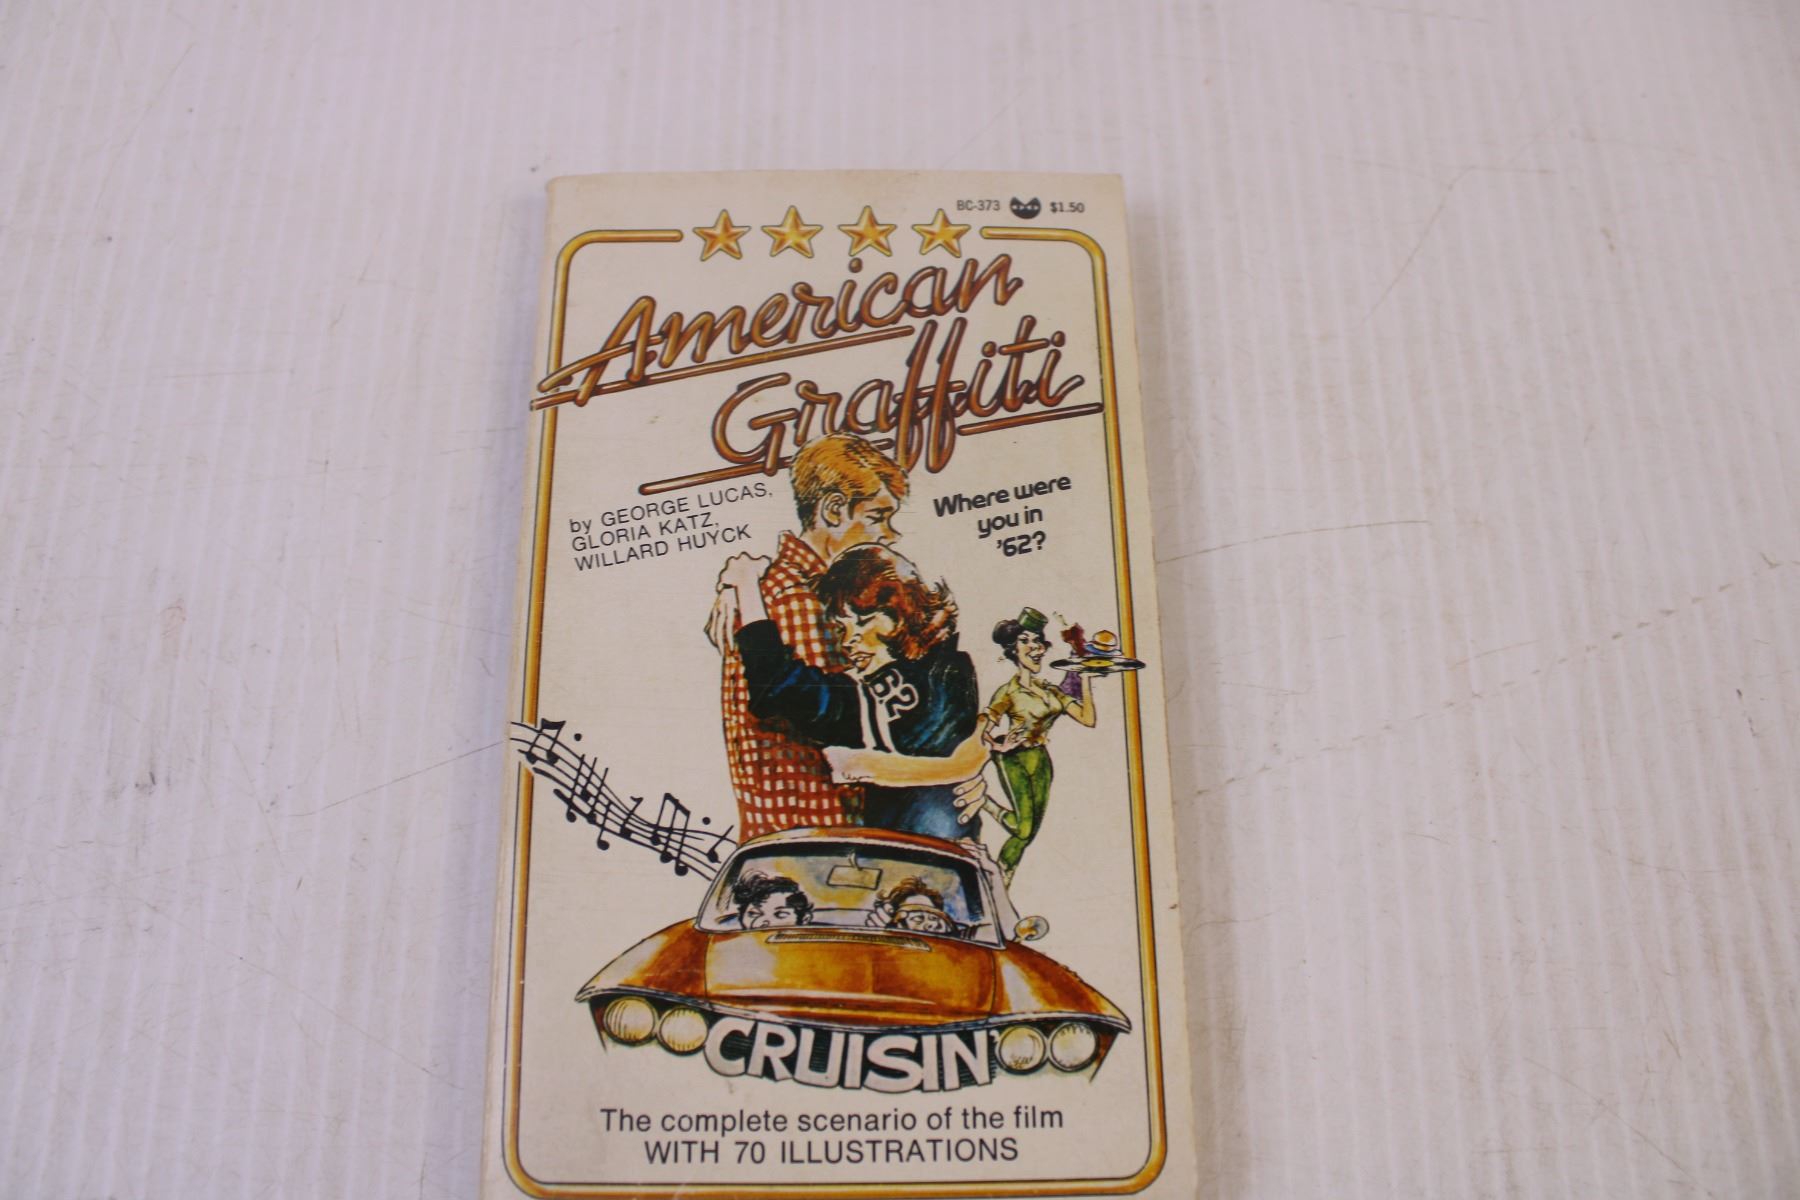 BC-373 $1.50
American
Graffiti
by GEORGE LUCAS,
GLORIA KATZ,
WILLARD HUYCK
Where were
you in
'62?
62
CRUISIN'
The complete scenario of the film
WITH 70 ILLUSTRATIONS